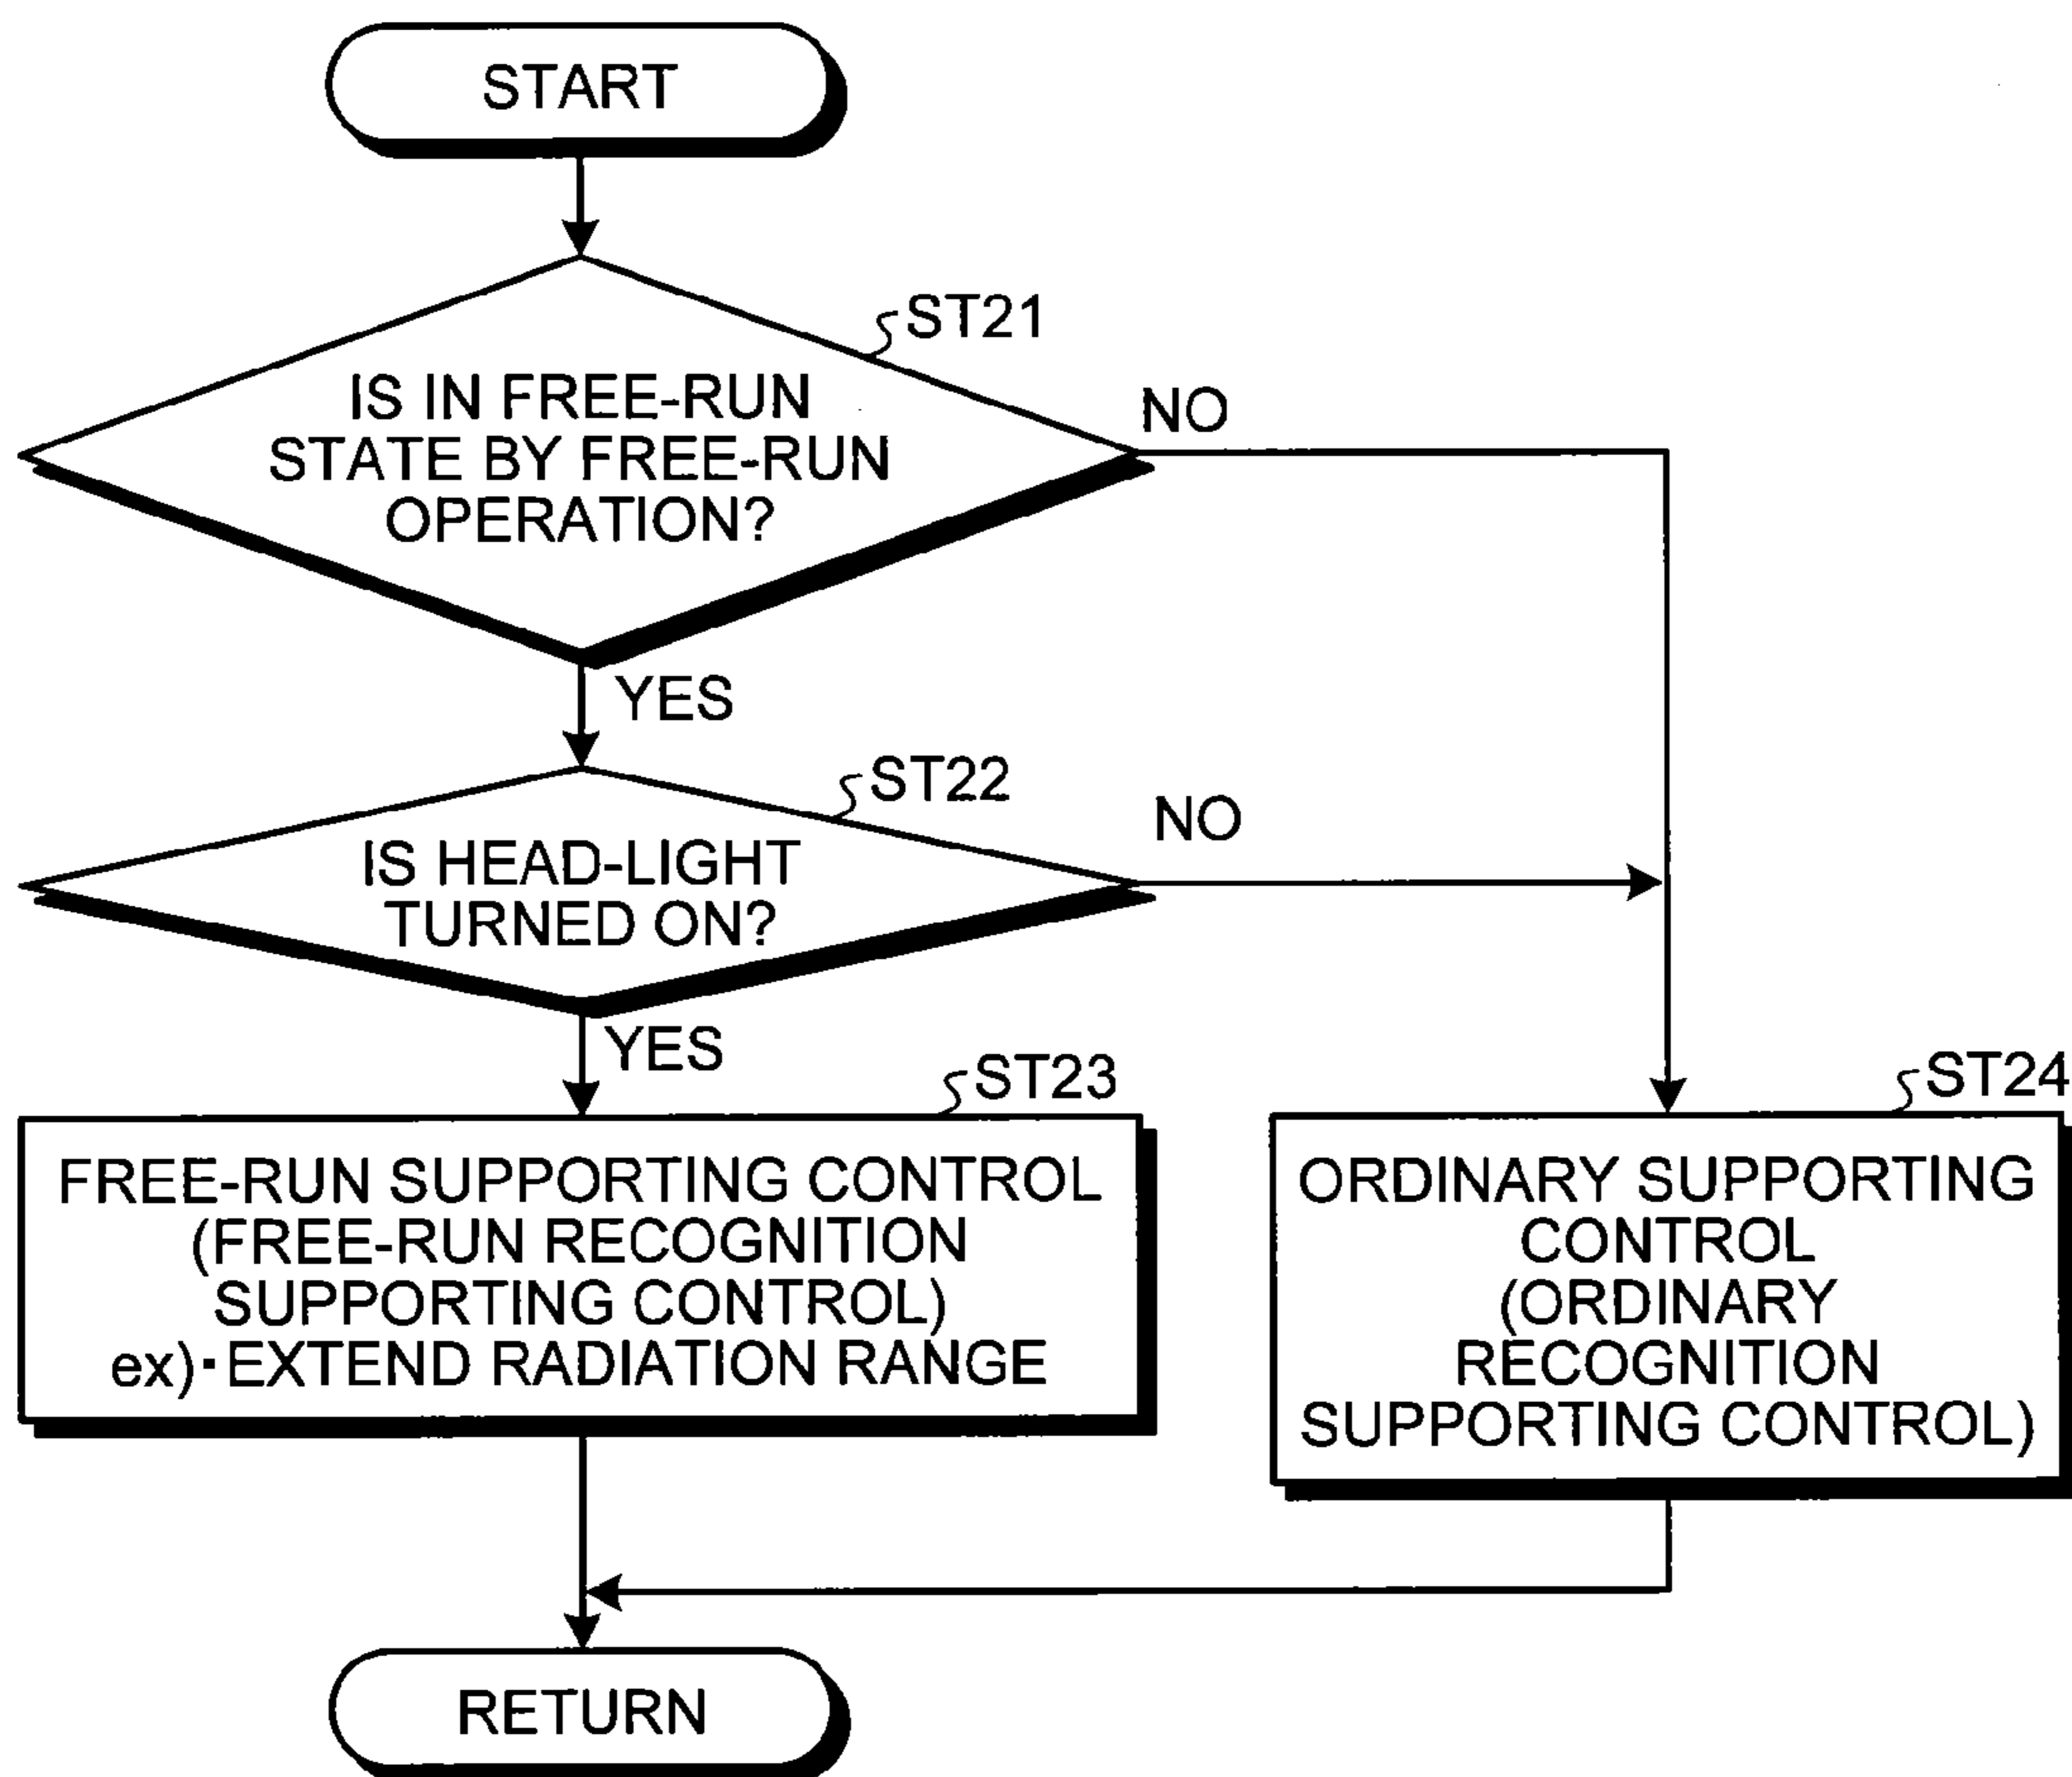 START
ST21
IS IN FREE-RUN
STATE BY FREE-RUN
OPERATION?
NO
YES
ST22
IS HEAD-LIGHT
TURNED ON?
NO
YES
ST23
FREE-RUN SUPPORTING CONTROL
(FREE-RUN RECOGNITION
SUPPORTING CONTROL)
ex)・EXTEND RADIATION RANGE
ST24
ORDINARY SUPPORTING
CONTROL
(ORDINARY
RECOGNITION
SUPPORTING CONTROL)
RETURN